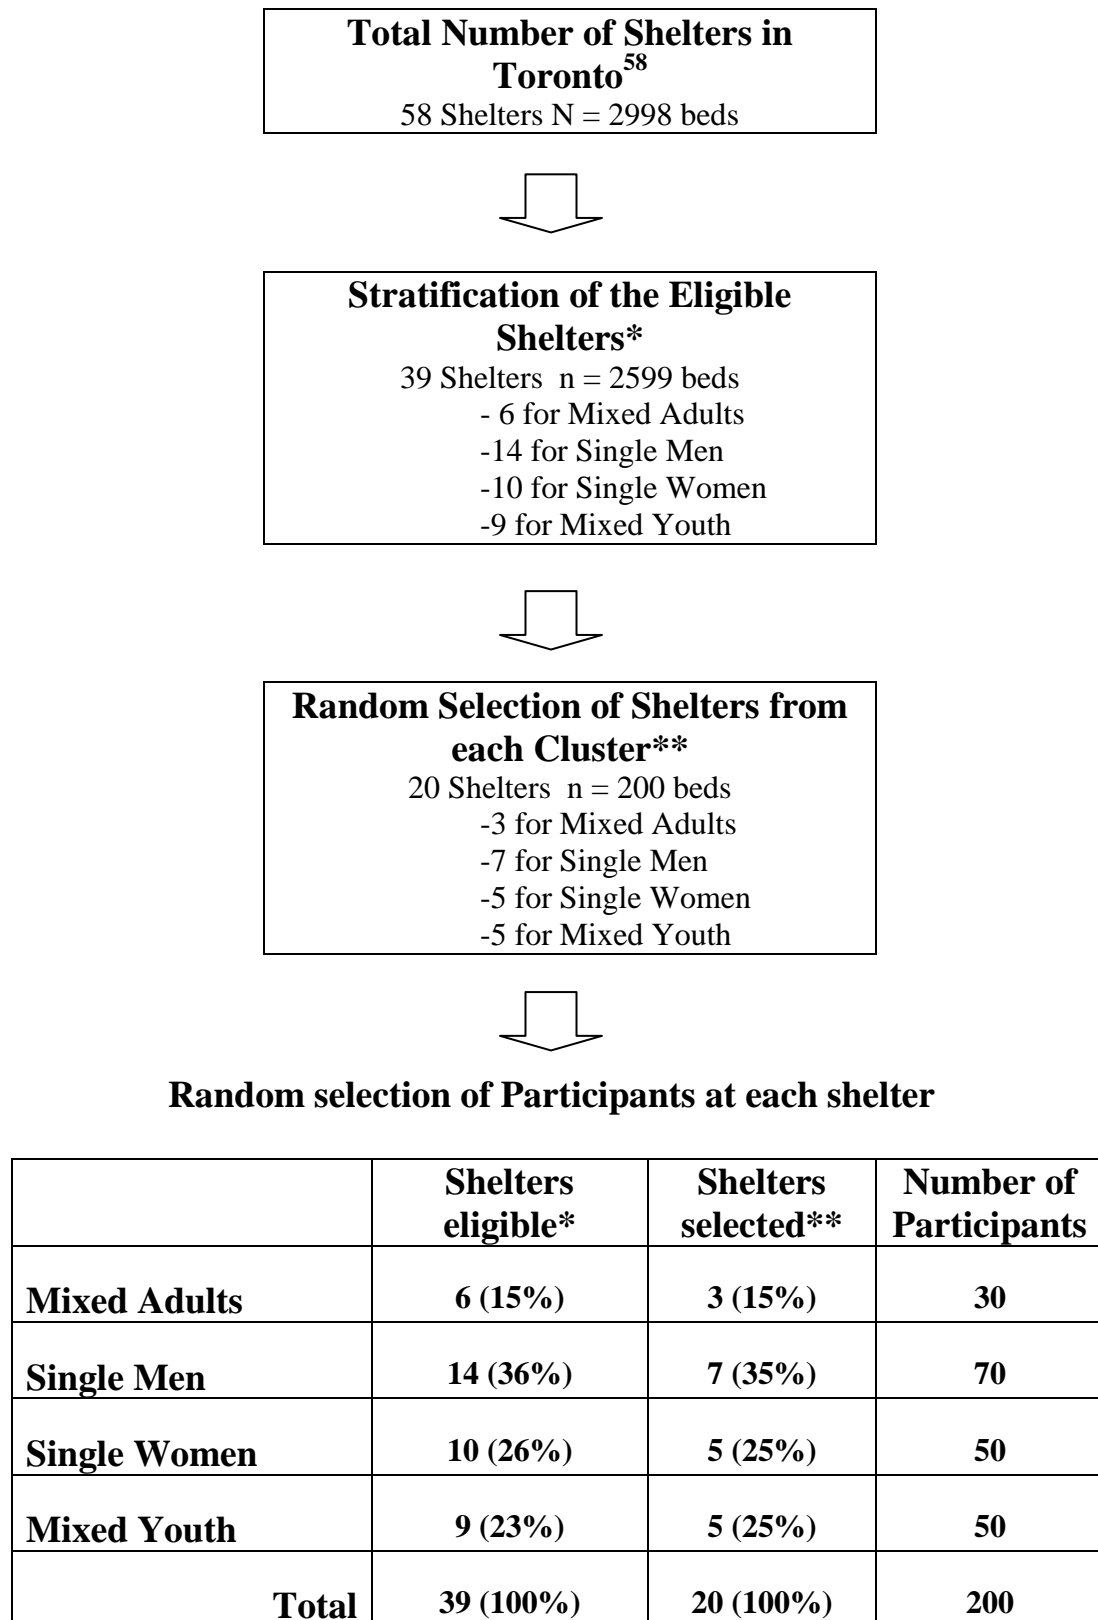 Total Number of Shelters in
Toronto58
58 Shelters N = 2998 beds
Stratification of the Eligible
Shelters*
39 Shelters n = 2599 beds
- 6 for Mixed Adults
-14 for Single Men
-10 for Single Women
-9 for Mixed Youth
Random Selection of Shelters from
each Cluster**
20 Shelters n = 200 beds
-3 for Mixed Adults
-7 for Single Men
-5 for Single Women
-5 for Mixed Youth
Random selection of Participants at each shelter
Shelters eligible* Shelters selected** Number of Participants
Mixed Adults 6 (15%) 3 (15%) 30
Single Men 14 (36%) 7 (35%) 70
Single Women 10 (26%) 5 (25%) 50
Mixed Youth 9 (23%) 5 (25%) 50
Total 39 (100%) 20 (100%) 200